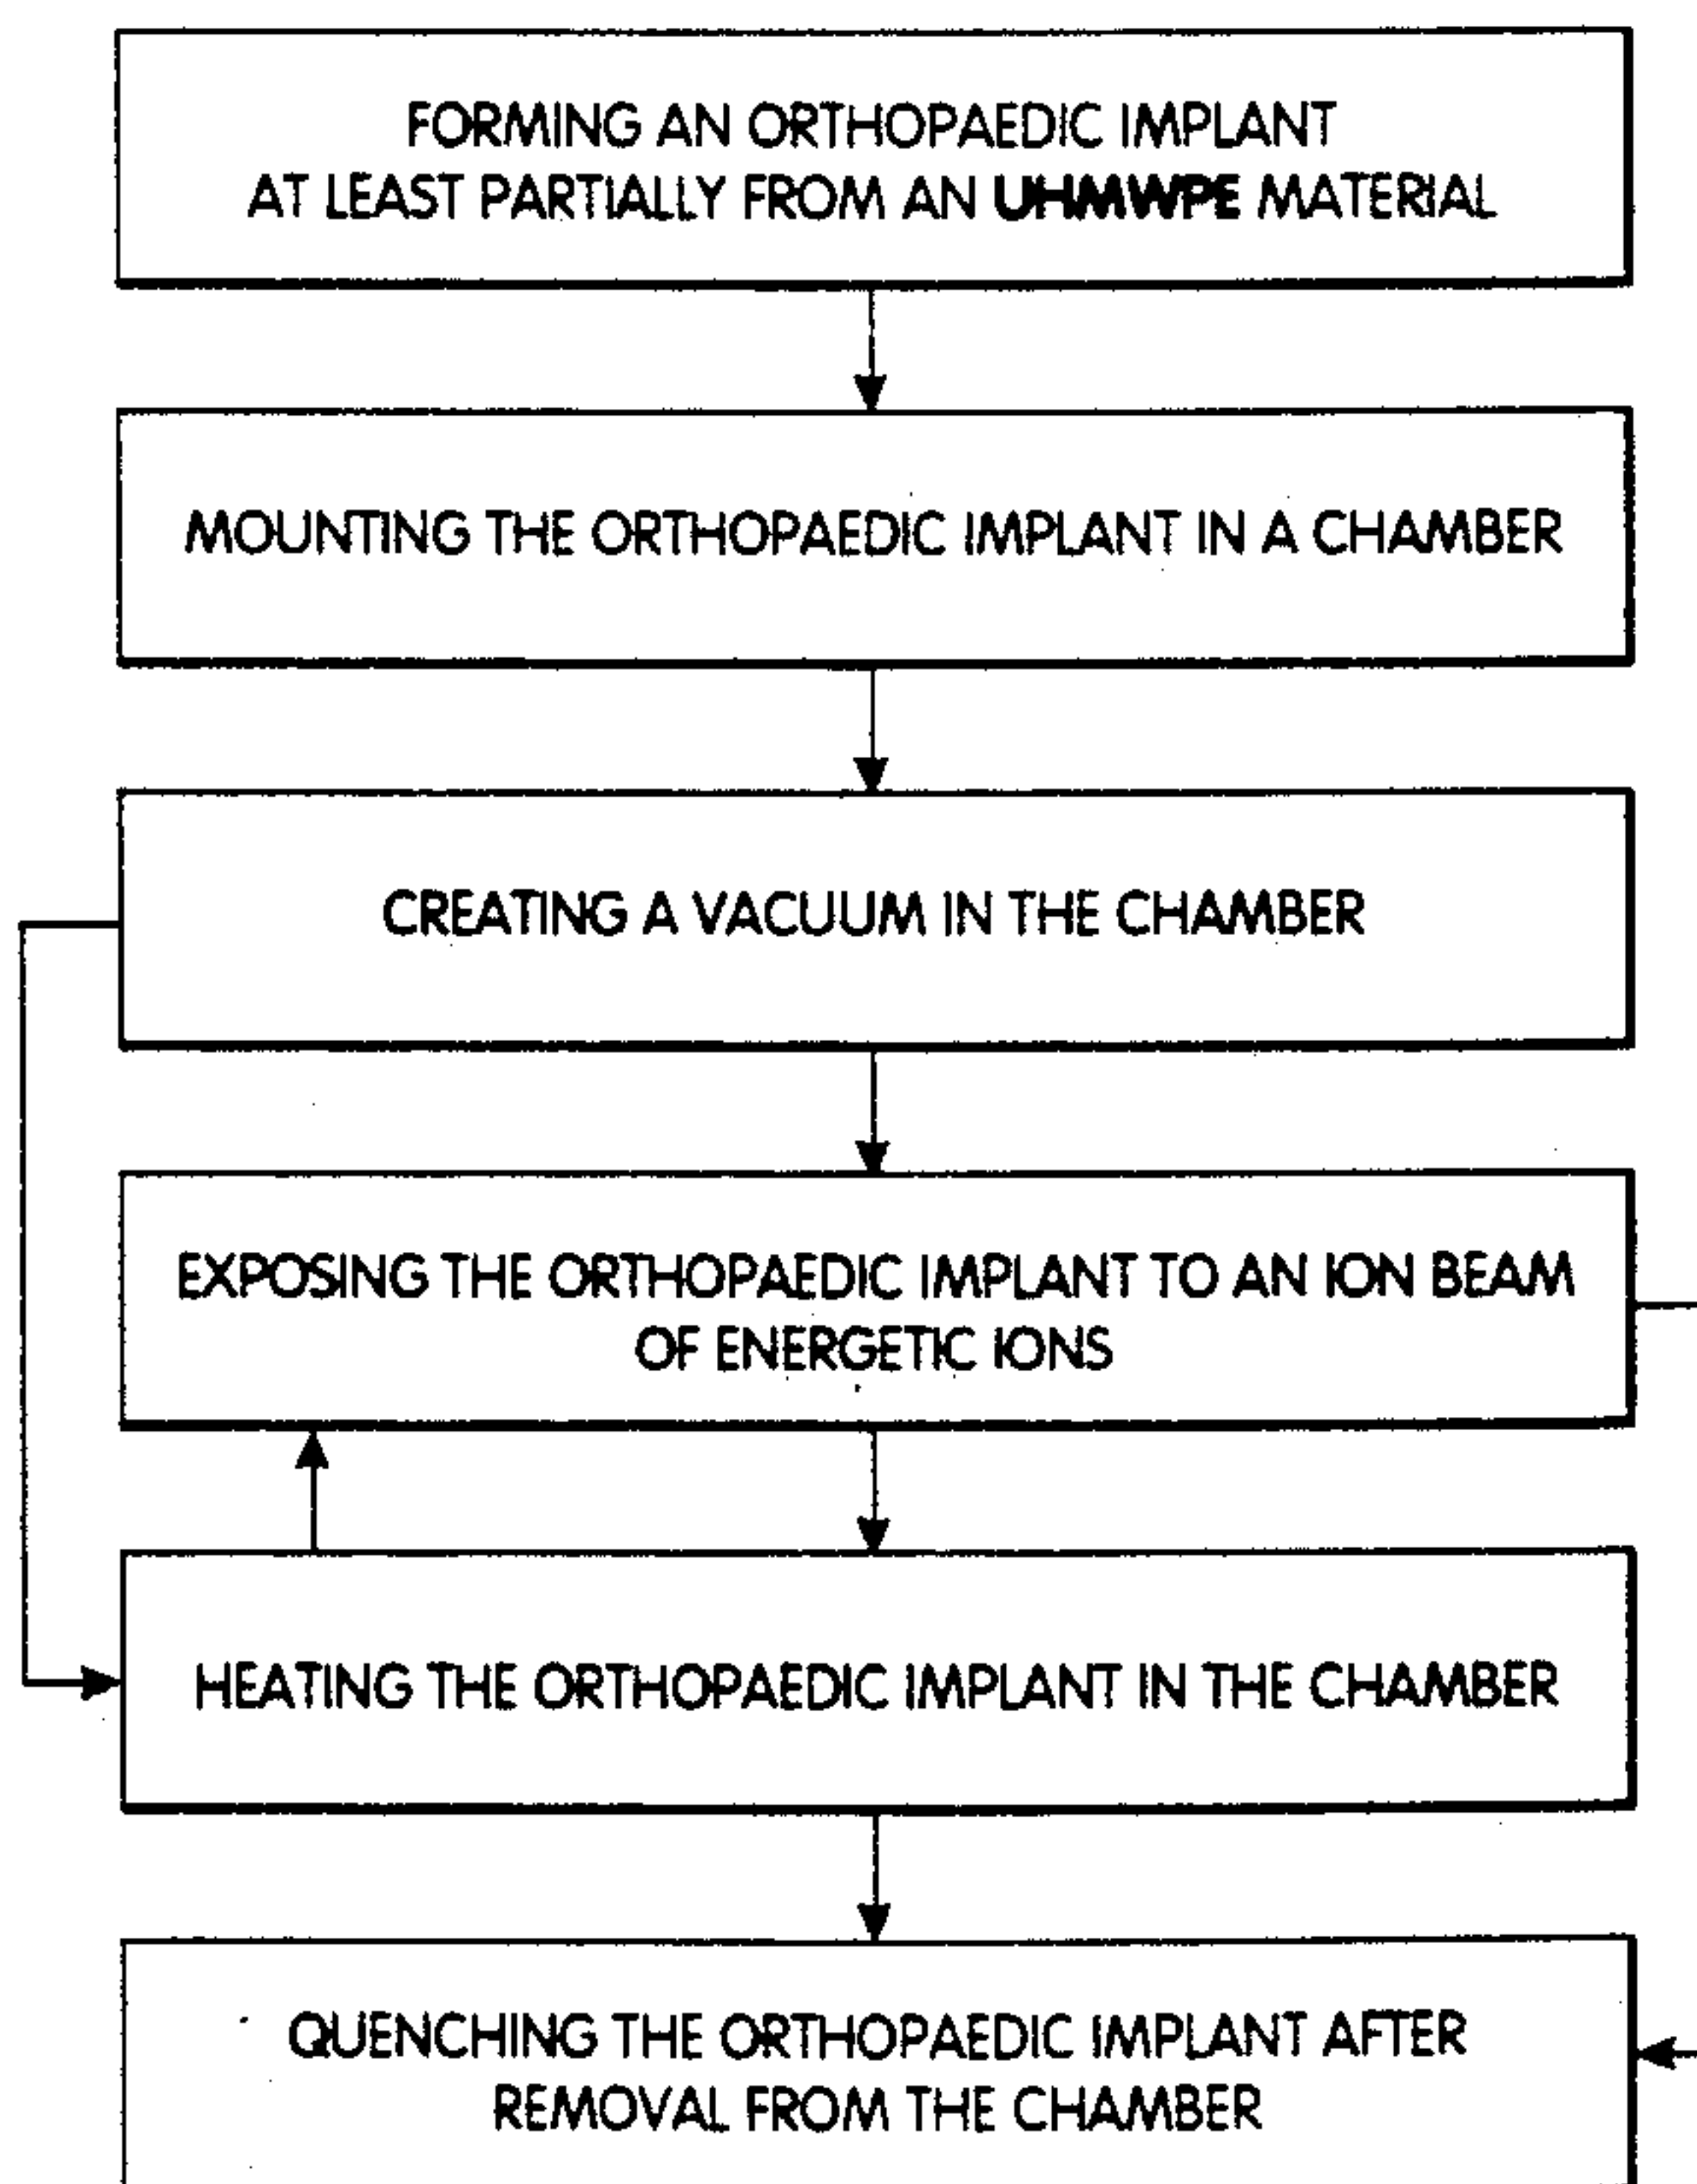 FORMING AN ORTHOPAEDIC IMPLANT
AT LEAST PARTIALLY FROM AN UHMWPE MATERIAL
MOUNTING THE ORTHOPAEDIC IMPLANT IN A CHAMBER
CREATING A VACUUM IN THE CHAMBER
EXPOSING THE ORTHOPAEDIC IMPLANT TO AN ION BEAM
OF ENERGETIC IONS
HEATING THE ORTHOPAEDIC IMPLANT IN THE CHAMBER
QUENCHING THE ORTHOPAEDIC IMPLANT AFTER
REMOVAL FROM THE CHAMBER